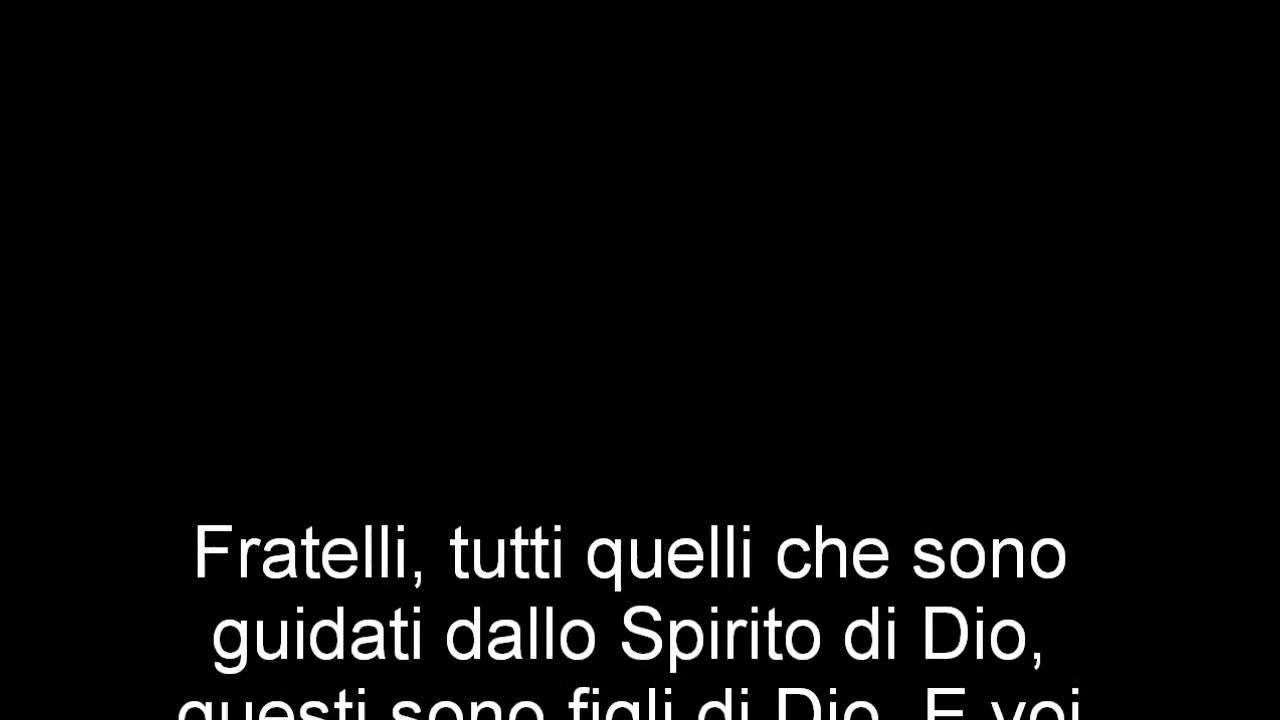 Fratelli, tutti quelli che sono
guidati dallo Spirito di Dio,
questi sono figli di Dio. E voi